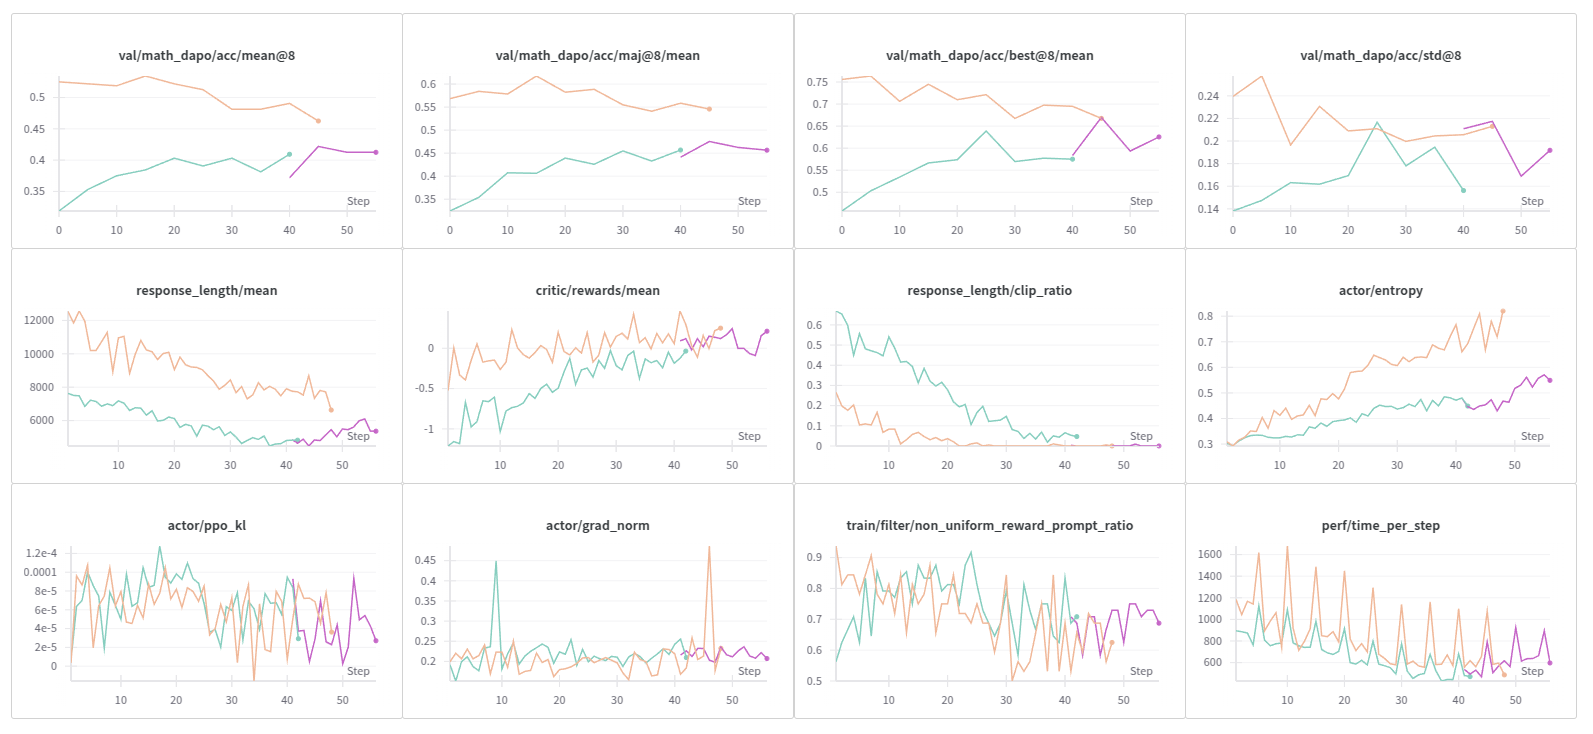 val/math_dapo/acc/mean@8
0.5
0.45
0.4
0.35
Step
0 10 20 30 40 50
val/math_dapo/acc/maj@8/mean
0.6
0.55
0.5
0.45
0.4
0.35
Step
0 10 20 30 40 50
val/math_dapo/acc/best@8/mean
0.75
0.7
0.65
0.6
0.55
0.5
Step
0 10 20 30 40 50
val/math_dapo/acc/std@8
0.24
0.22
0.2
0.18
0.16
0.14
Step
0 10 20 30 40 50
response_length/mean
12000
10000
8000
6000
Step
10 20 30 40 50
critic/rewards/mean
0
-0.5
-1
Step
10 20 30 40 50
response_length/clip_ratio
0.6
0.5
0.4
0.3
0.2
0.1
0
Step
10 20 30 40 50
actor/entropy
0.8
0.7
0.6
0.5
0.4
0.3
Step
10 20 30 40 50
actor/ppo_kl
1.2e-4
0.0001
8e-5
6e-5
4e-5
2e-5
0
Step
10 20 30 40 50
actor/grad_norm
0.45
0.4
0.35
0.3
0.25
0.2
Step
10 20 30 40 50
train/filter/non_uniform_reward_prompt_ratio
0.9
0.8
0.7
0.6
0.5
Step
10 20 30 40 50
perf/time_per_step
1600
1400
1200
1000
800
600
Step
10 20 30 40 50